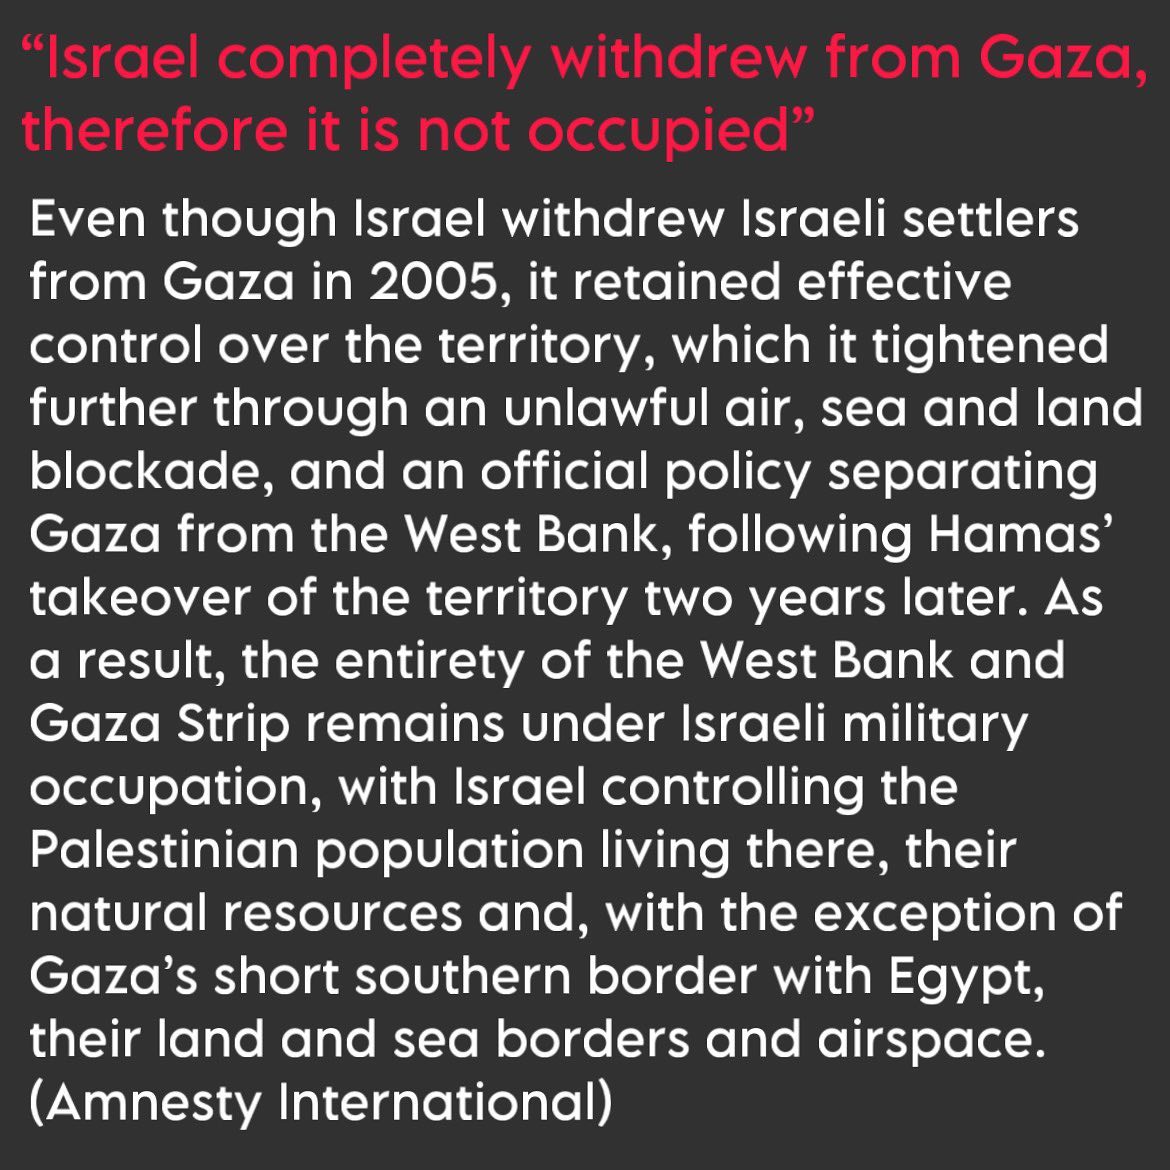 “Israel completely withdrew from Gaza,
therefore it is not occupied”
Even though Israel withdrew Israeli settlers
from Gaza in 2005, it retained effective
control over the territory, which it tightened
further through an unlawful air, sea and land
blockade, and an official policy separating
Gaza from the West Bank, following Hamas’
takeover of the territory two years later. As
a result, the entirety of the West Bank and
Gaza Strip remains under Israeli military
occupation, with Israel controlling the
Palestinian population living there, their
natural resources and, with the exception of
Gaza’s short southern border with Egypt,
their land and sea borders and airspace.
(Amnesty International)